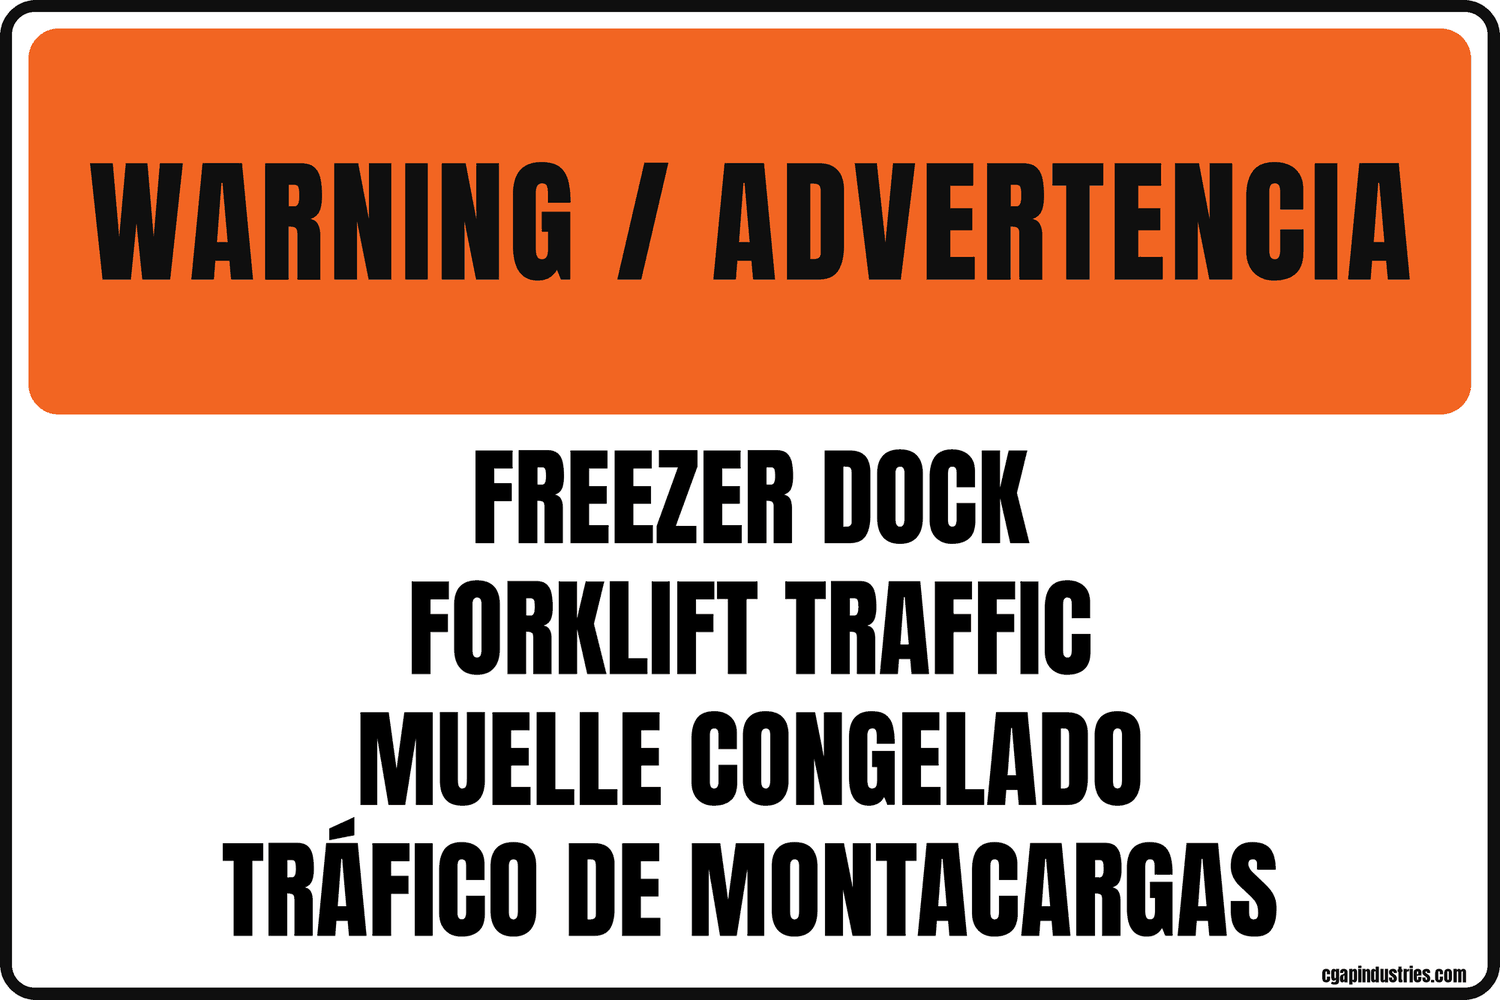 WARNING / ADVERTENCIA
FREEZER DOCK
FORKLIFT TRAFFIC
MUELLE CONGELADO
TRÁFICO DE MONTACARGAS
cgapindustries.com